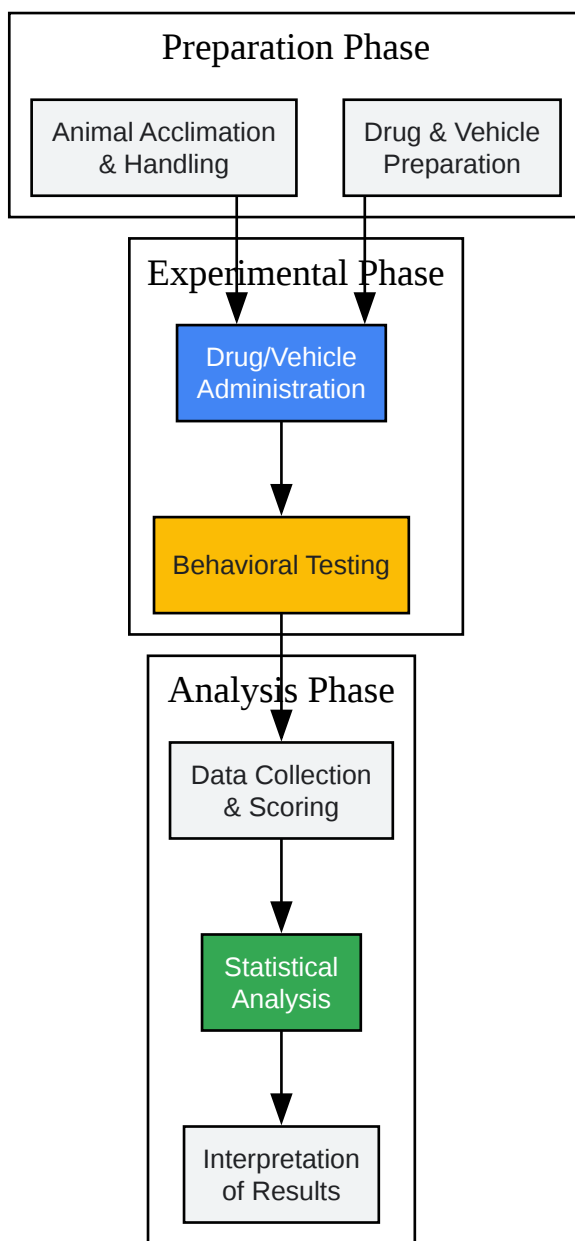 Preparation Phase
Animal Acclimation
& Handling
Drug & Vehicle
Preparation
Experimental Phase
Drug/Vehicle
Administration
Behavioral Testing
Analysis Phase
Data Collection
& Scoring
Statistical
Analysis
Interpretation
of Results